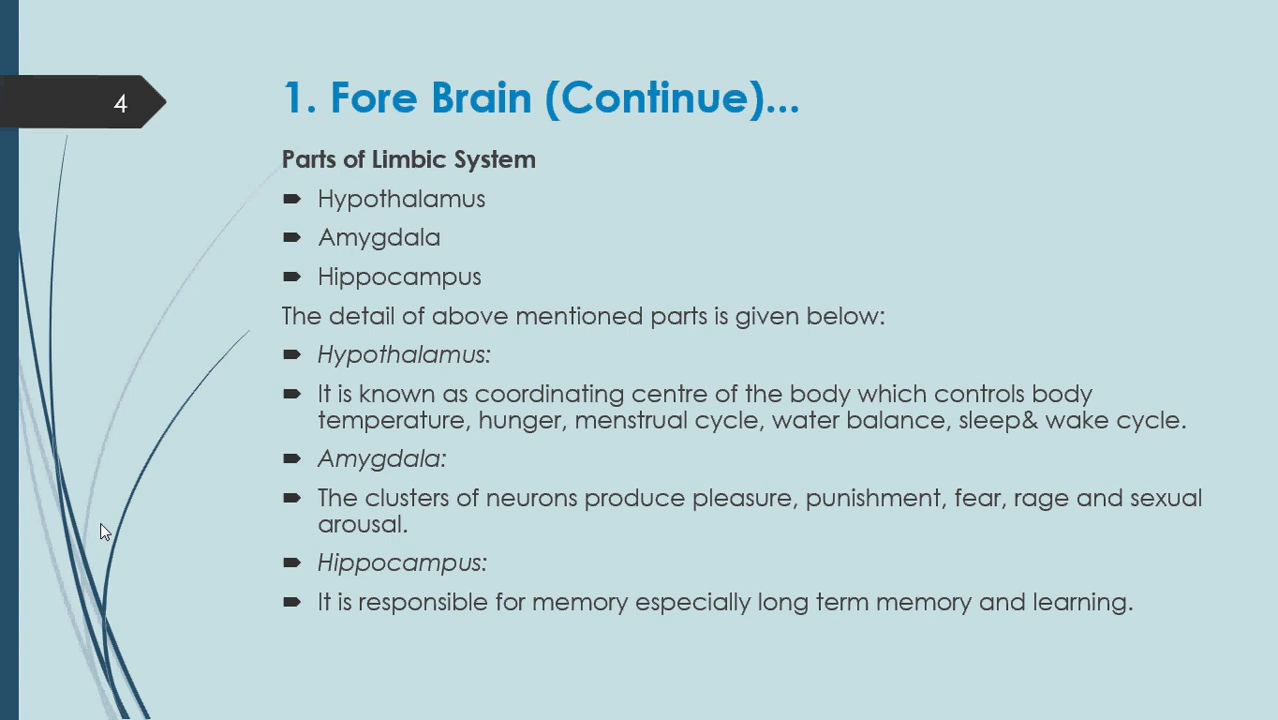 4
1. Fore Brain (Continue)...
Parts of Limbic System
Hypothalamus
Amygdala
Hippocampus
The detail of above mentioned parts is given below:
Hypothalamus:
It is known as coordinating centre of the body which controls body
temperature, hunger, menstrual cycle, water balance, sleep& wake cycle.
Amygdala:
The clusters of neurons produce pleasure, punishment, fear, rage and sexual
arousal.
Hippocampus:
It is responsible for memory especially long term memory and learning.